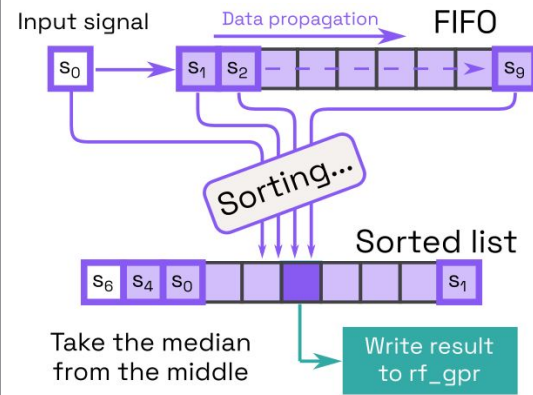 Input signal
Data propagation
FIFO
s0
s1
s2
s9
Sorting...
Sorted list
s6
s4
s0
s1
Take the median
from the middle
Write result
to rf_gpr